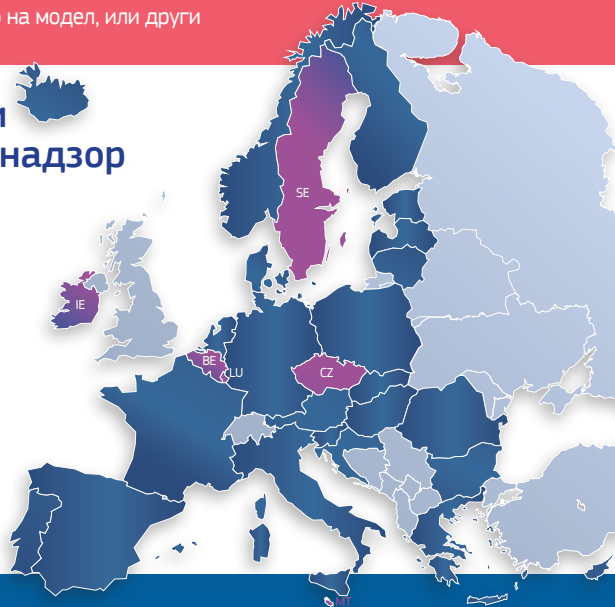 на модел, или други
и
надзор
SE
IE
BE
LU
CZ
MT